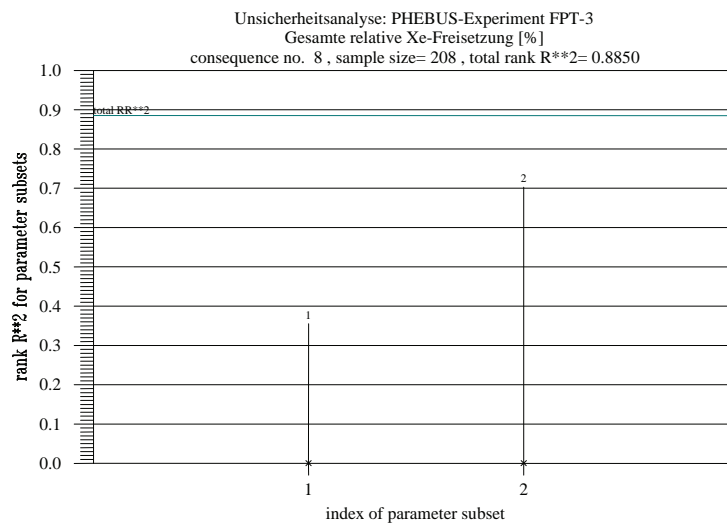 Unsicherheitsanalyse: PHEBUS-Experiment FPT-3
Gesamte relative Xe-Freisetzung [%]
consequence no. 8 , sample size= 208 , total rank R**2= 0.8850
1.0
0.9
total RR**2
0.8
0.7
2
0.6
0.5
0.4
1
0.3
0.2
0.1
0.0
rank R**2 for parameter subsets
1 2
index of parameter subset